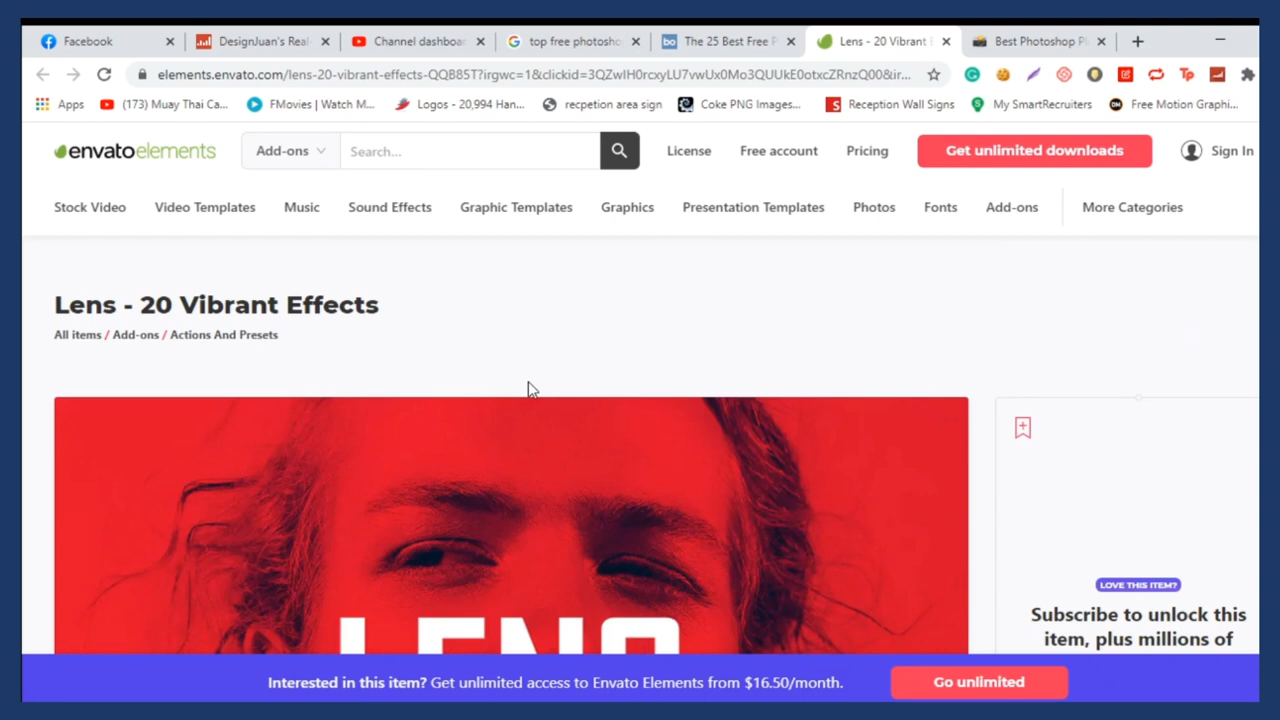 Facebook
DesignJuan's Real
Channel dashboar
top free photosho
The 25 Best Free P
Lens - 20 Vibrant E
Best Photoshop Pl
elements.envato.com/lens-20-vibrant-effects-QQB85T?irgwc=1&clickid=3QZwIH0rcxyLU7vwUx0Mo3QUUkE0otxcZRnzQ00&ir...
Apps
(173) Muay Thai Ca...
FMovies | Watch M...
Logos - 20,994 Han...
recpetion area sign
Coke PNG Images...
Reception Wall Signs
My SmartRecruiters
Free Motion Graphi...
envatoelements
Add-ons
Search...
License
Free account
Pricing
Get unlimited downloads
Sign In
Stock Video
Video Templates
Music
Sound Effects
Graphic Templates
Graphics
Presentation Templates
Photos
Fonts
Add-ons
More Categories
Lens - 20 Vibrant Effects
All items / Add-ons / Actions And Presets
LOVE THIS ITEM?
Subscribe to unlock this
item, plus millions of
Interested in this item? Get unlimited access to Envato Elements from $16.50/month.
Go unlimited